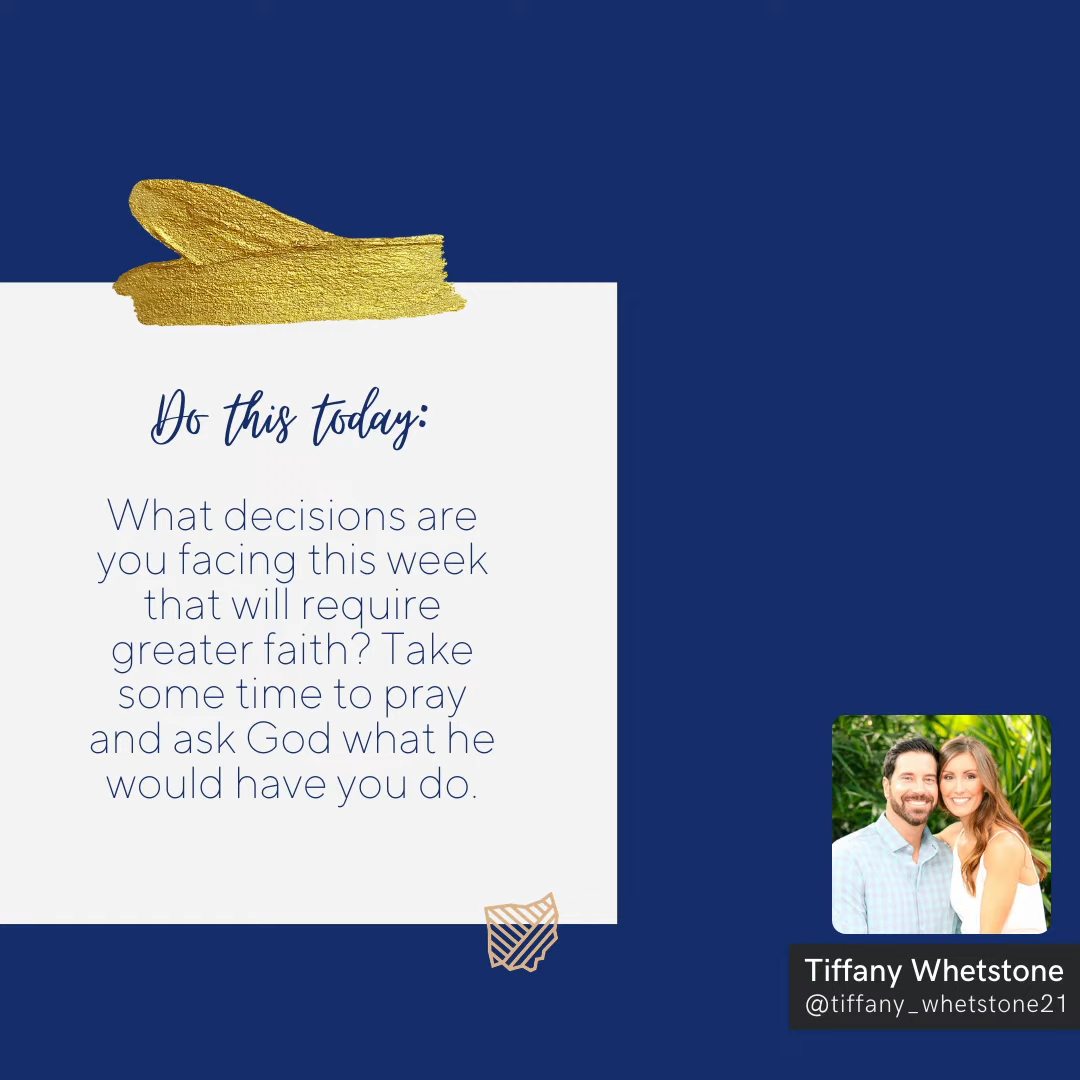 Do this today:
What decisions are
you facing this week
that will require
greater faith? Take
some time to pray
and ask God what he
would have you do.
Tiffany Whetstone
@tiffany_whetstone21